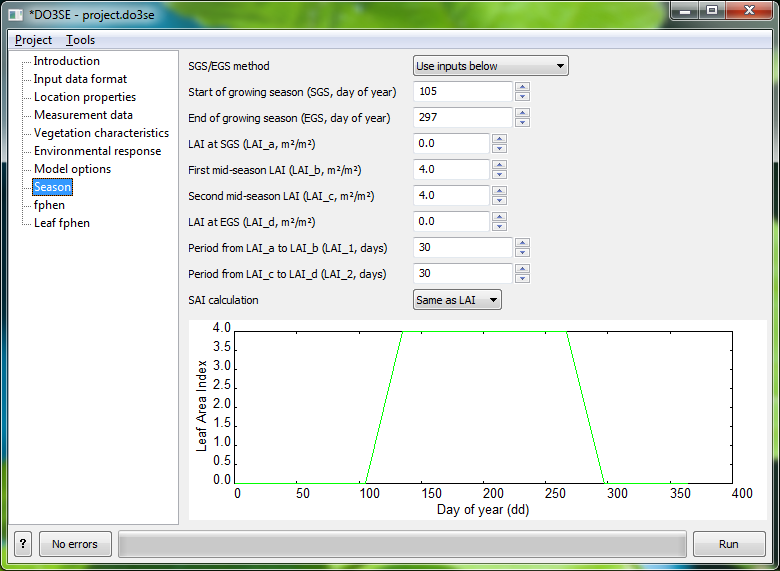 *DO3SE - project.do3se
Project Tools
Introduction
Input data format
Location properties
Measurement data
Vegetation characteristics
Environmental response
Model options
Season
fphen
Leaf fphen
SGS/EGS method Use inputs below
Start of growing season (SGS, day of year) 105
End of growing season (EGS, day of year) 297
LAI at SGS (LAI_a, m²/m²) 0.0
First mid-season LAI (LAI_b, m²/m²) 4.0
Second mid-season LAI (LAI_c, m²/m²) 4.0
LAI at EGS (LAI_d, m²/m²) 0.0
Period from LAI_a to LAI_b (LAI_1, days) 30
Period from LAI_c to LAI_d (LAI_2, days) 30
SAI calculation Same as LAI
Leaf Area Index
4.0
3.5
3.0
2.5
2.0
1.5
1.0
0.5
0.0
0 50 100 150 200 250 300 350 400
Day of year (dd)
? No errors Run